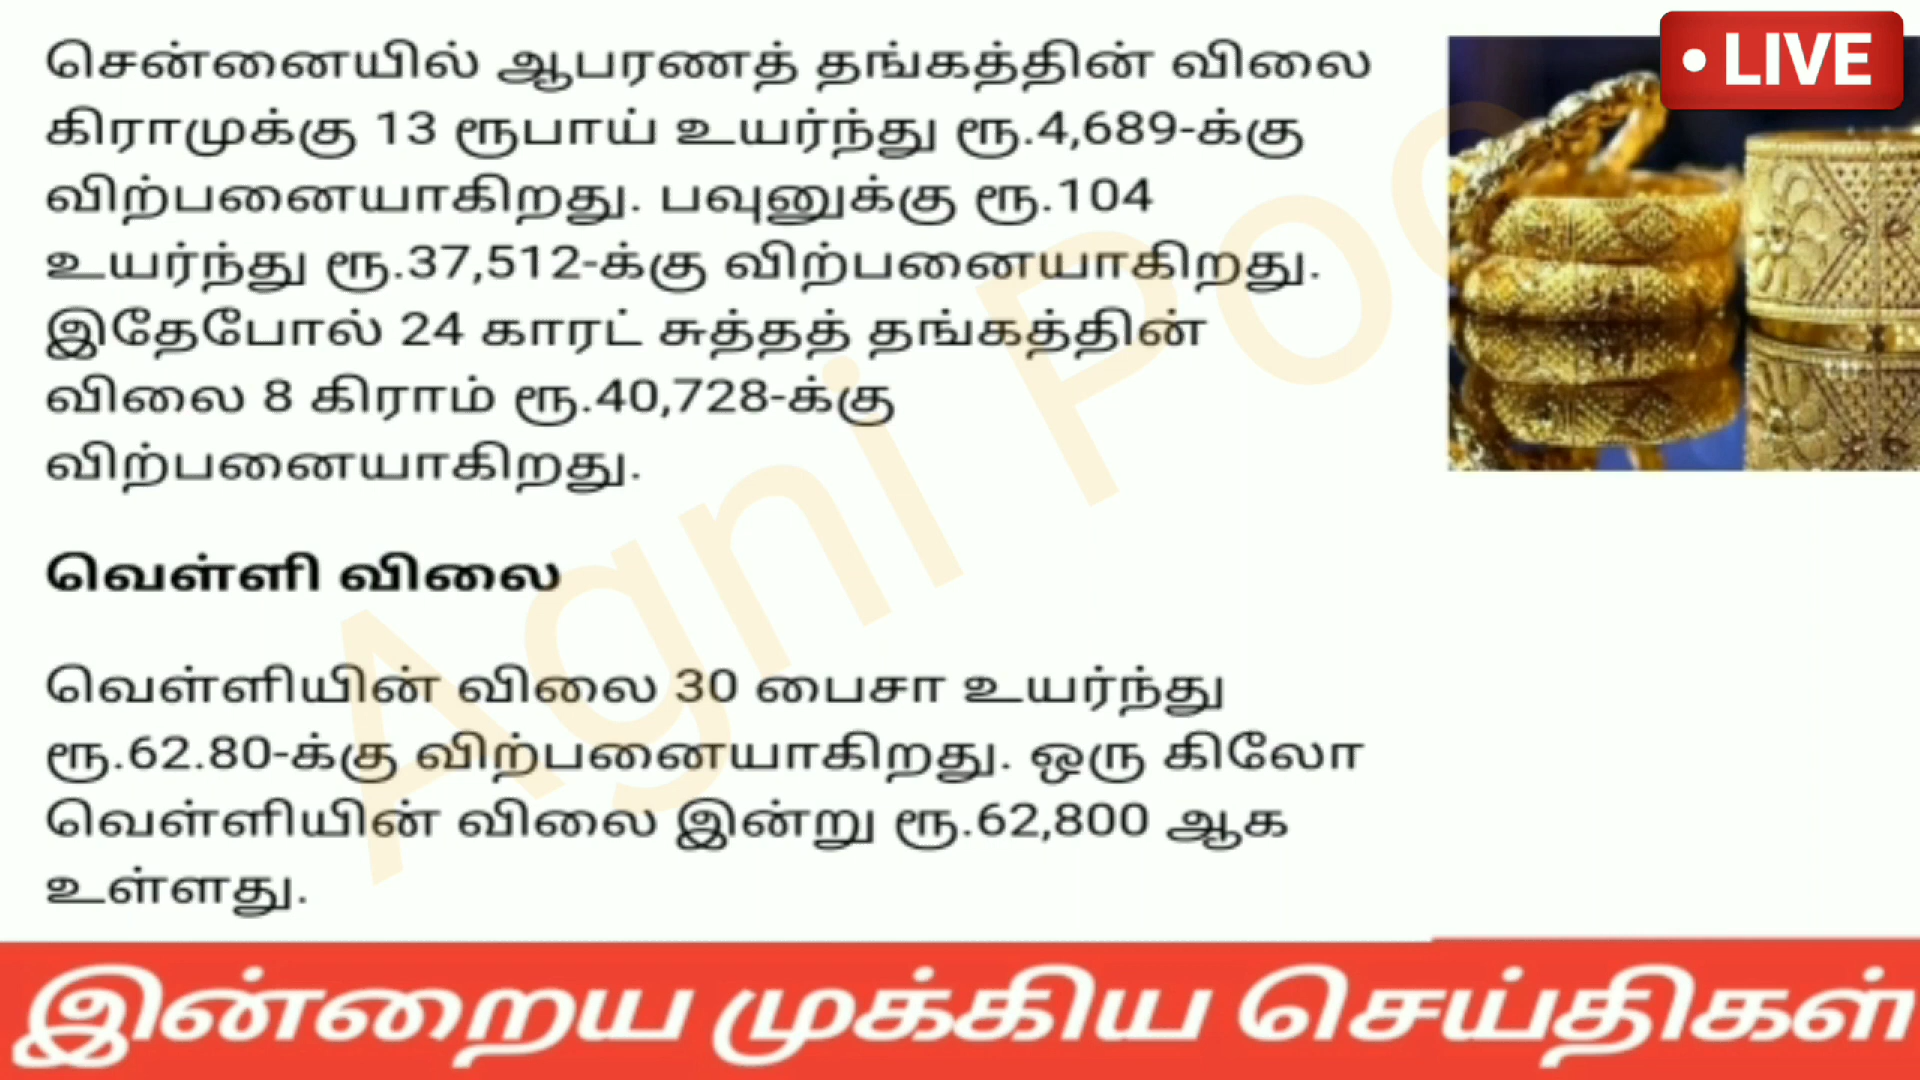 சென்னையில் ஆபரணத் தங்கத்தின் விலை
கிராமுக்கு 13 ரூபாய் உயர்ந்து ரூ.4,689-க்கு
விற்பனையாகிறது. பவுனுக்கு ரூ.104
உயர்ந்து ரூ.37,512-க்கு விற்பனையாகிறது.
இதேபோல் 24 காரட் சுத்தத் தங்கத்தின்
விலை 8 கிராம் ரூ.40,728-க்கு
விற்பனையாகிறது.
வெள்ளி விலை
வெள்ளியின் விலை 30 பைசா உயர்ந்து
ரூ.62.80-க்கு விற்பனையாகிறது. ஒரு கிலோ
வெள்ளியின் விலை இன்று ரூ.62,800 ஆக
உள்ளது.
• LIVE
Agni
இன்றைய முக்கிய செய்திகள்